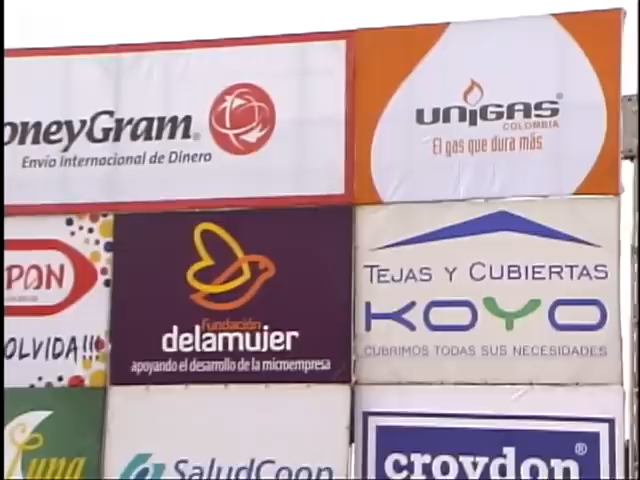 oneyGram
Envío Internacional de Dinero
UNIGAS
COLOMBIA
El gas que dura más
PON
OLVIDA!!
Fundación
delamujer
apoyando el desarrollo de la microempresa
TEJAS Y CUBIERTAS
KOYO
CUBRIMOS TODAS SUS NECESIDADES
Luna
SaludCoop
croydon®